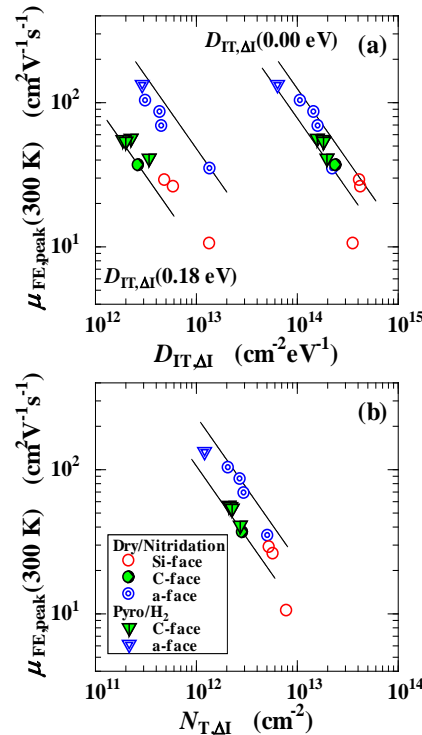 D_IT,ΔI(0.00 eV) (a)
10²
10¹
μ_FE,peak(300 K) (cm²V⁻¹s⁻¹)
D_IT,ΔI(0.18 eV)
10¹² 10¹³ 10¹⁴ 10¹⁵
D_IT,ΔI (cm⁻²eV⁻¹)
(b)
10²
10¹
μ_FE,peak(300 K) (cm²V⁻¹s⁻¹)
Dry/Nitridation
Si-face
C-face
a-face
Pyro/H₂
C-face
a-face
10¹¹ 10¹² 10¹³ 10¹⁴
N_T,ΔI (cm⁻²)